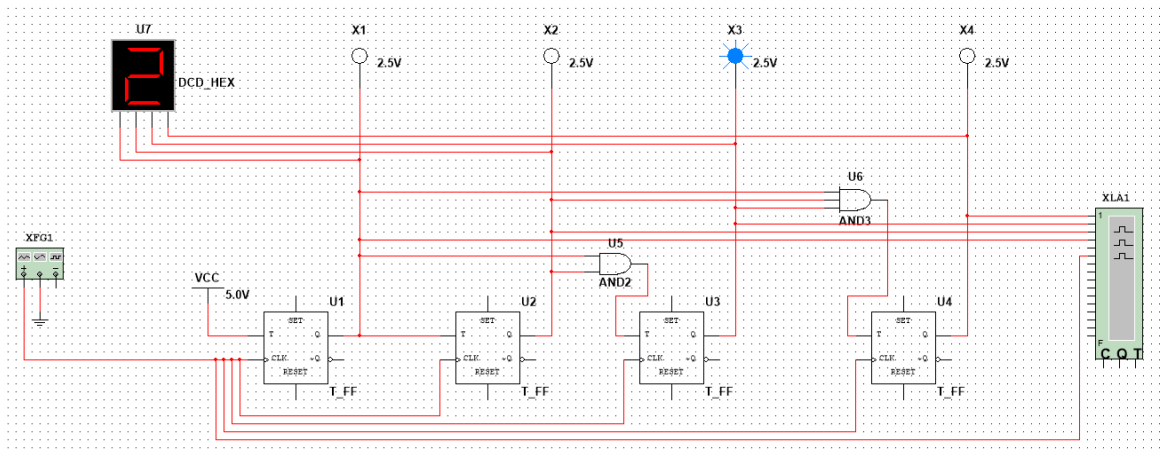 U7 X1 X2 X3 X4
2 2.5V 2.5V 2.5V 2.5V
DCD_HEX
U6
AND3
XLA1
1
F
C Q T
XFG1
+ −
U5
AND2
VCC
5.0V
U1 U2 U3 U4
SET SET SET SET
T Q T Q T Q T Q
CLK ~Q CLK ~Q CLK ~Q CLK ~Q
RESET RESET RESET RESET
T_FF T_FF T_FF T_FF